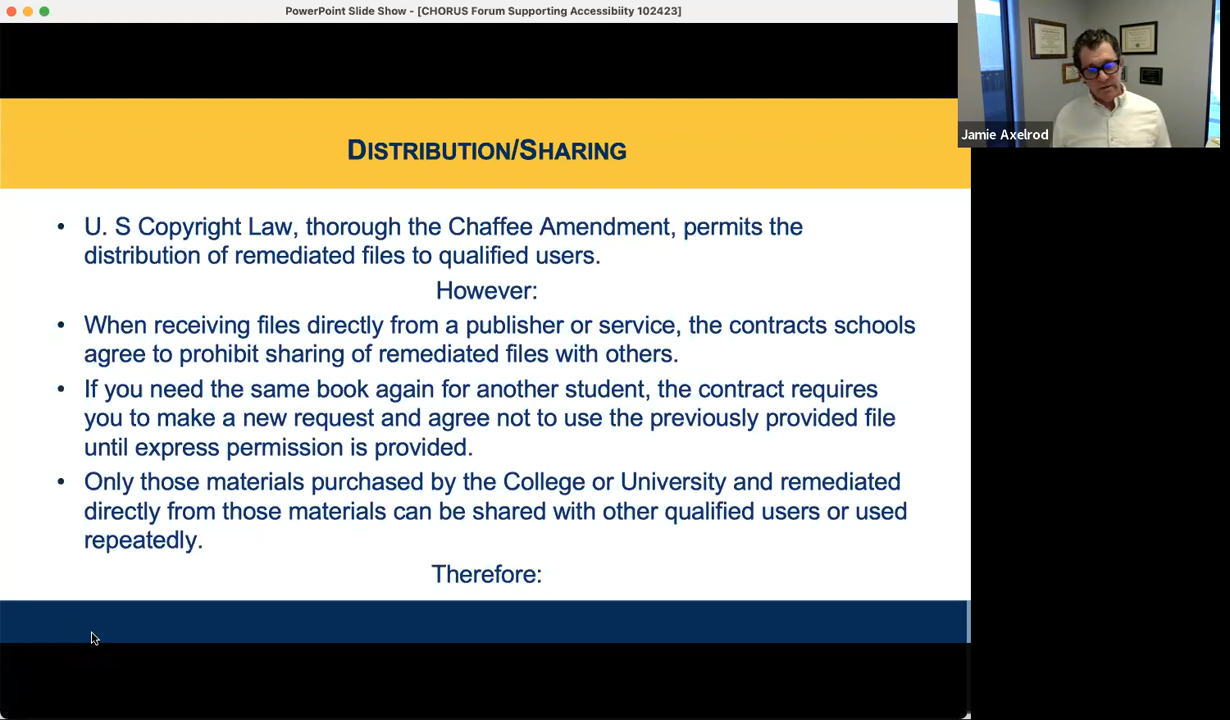 PowerPoint Slide Show - [CHORUS Forum Supporting Accessibiity 102423]
Jamie Axelrod
DISTRIBUTION/SHARING
• U. S Copyright Law, thorough the Chaffee Amendment, permits the
distribution of remediated files to qualified users.
However:
• When receiving files directly from a publisher or service, the contracts schools
agree to prohibit sharing of remediated files with others.
• If you need the same book again for another student, the contract requires
you to make a new request and agree not to use the previously provided file
until express permission is provided.
• Only those materials purchased by the College or University and remediated
directly from those materials can be shared with other qualified users or used
repeatedly.
Therefore: